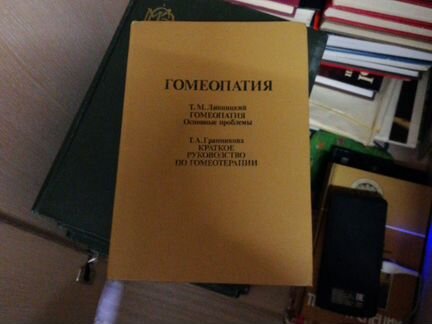 ГОМЕОПАТИЯ
Т. М. Липницкий
ГОМЕОПАТИЯ
Основные проблемы
Г. А. Гранникова
КРАТКОЕ
РУКОВОДСТВО
ПО ГОМЕОТЕРАПИИ